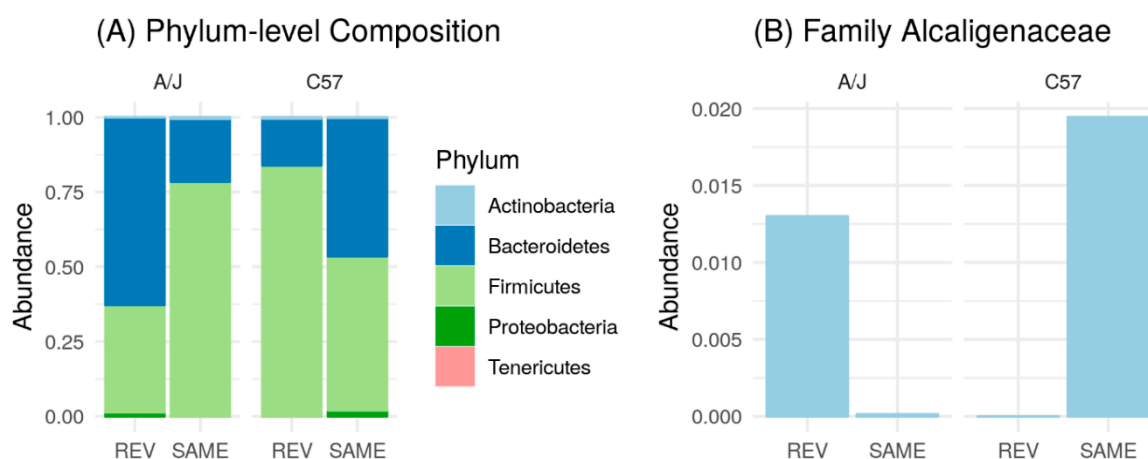 (A) Phylum-level Composition
A/J
C57
1.00
0.75
0.50
0.25
0.00
Abundance
REV
SAME
REV
SAME
Phylum
Actinobacteria
Bacteroidetes
Firmicutes
Proteobacteria
Tenericutes
(B) Family Alcaligenaceae
A/J
C57
0.020
0.015
0.010
0.005
0.000
Abundance
REV
SAME
REV
SAME